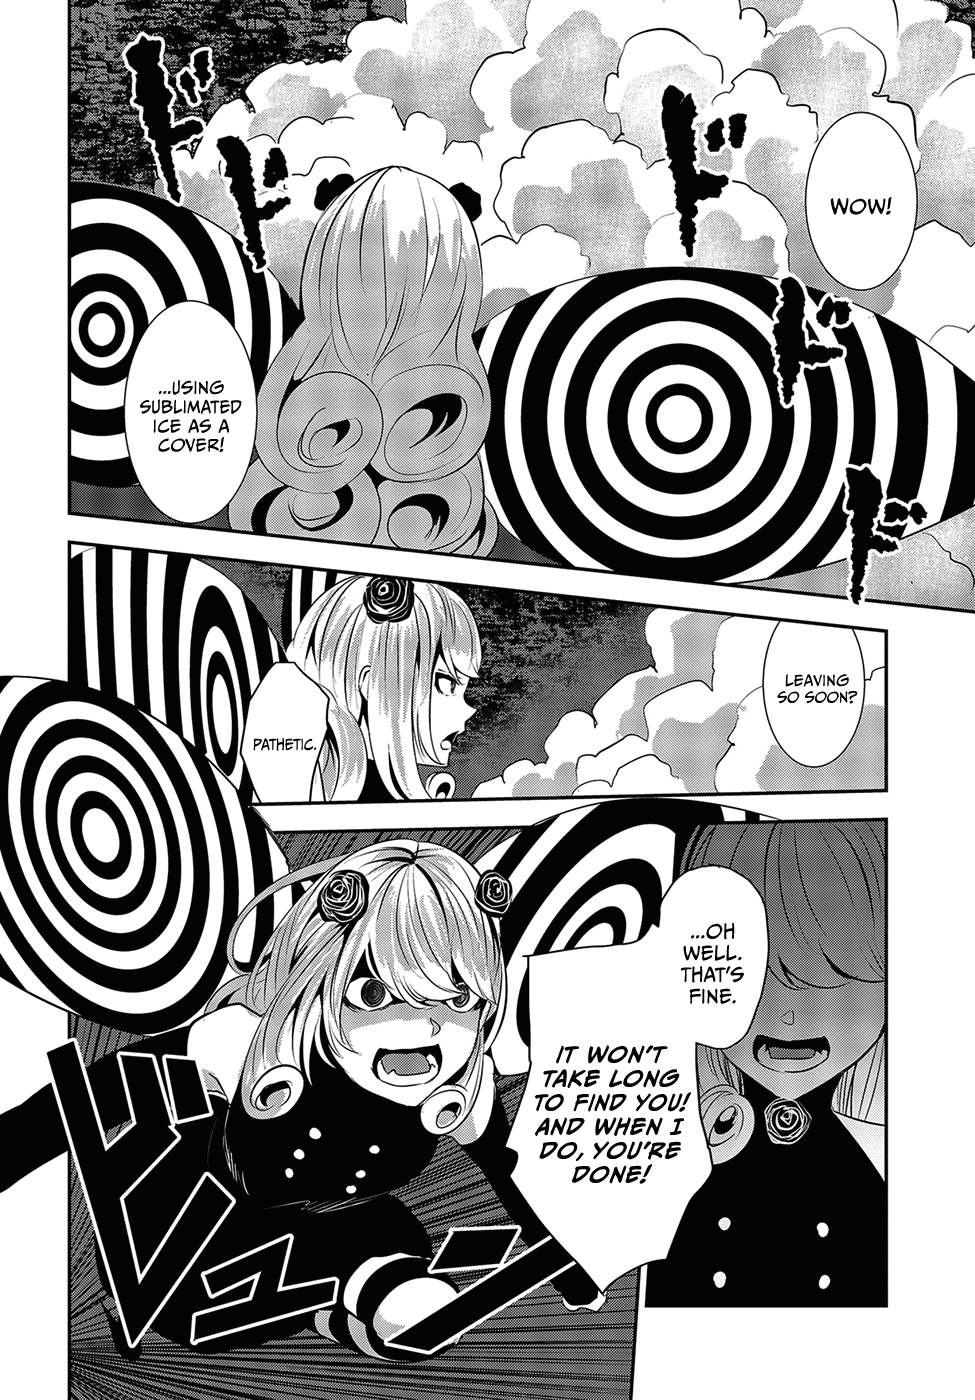 WOW!
...USING
SUBLIMATED
ICE AS A
COVER!
ドドドドド
LEAVING
SO SOON?
PATHETIC.
...OH
WELL.
THAT'S
FINE.
IT WON'T
TAKE LONG
TO FIND YOU!
AND WHEN I
DO, YOU'RE
DONE!
ビュン